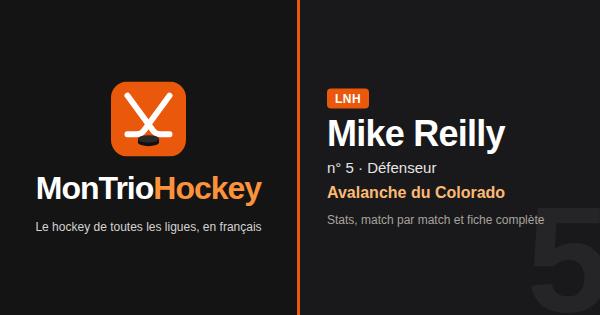 MonTrioHockey
Le hockey de toutes les ligues, en français
LNH
Mike Reilly
n° 5 · Défenseur
Avalanche du Colorado
Stats, match par match et fiche complète
5